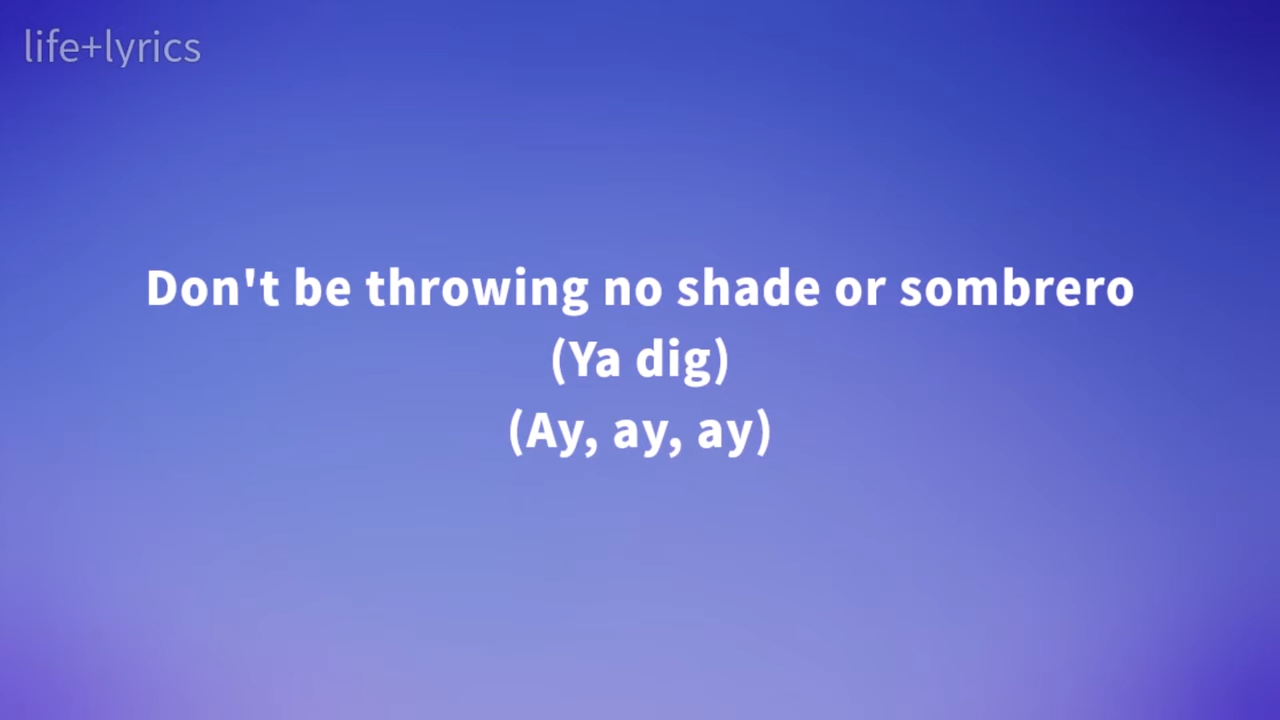 life+lyrics
Don't be throwing no shade or sombrero
(Ya dig)
(Ay, ay, ay)